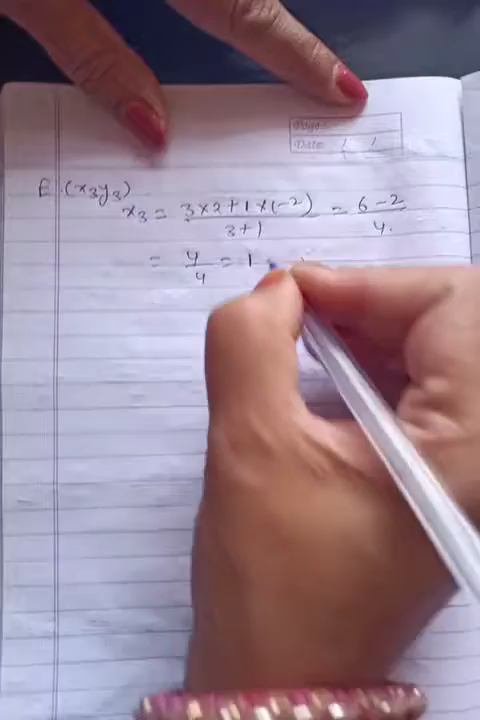 Page:
Date: / /
E (x₃y₃)
x₃ = 3×2+1×(-2) / 3+1 = 6-2 / 4.
= 4/4 = 1